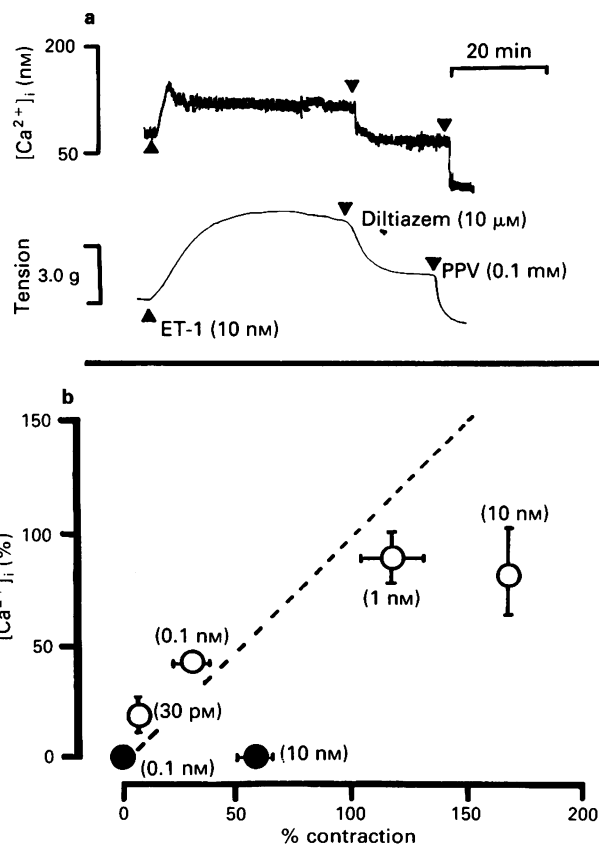 a
200
[Ca²⁺]ᵢ (nM)
50
20 min
Tension
3.0 g
Diltiazem (10 μM)
PPV (0.1 mM)
ET-1 (10 nM)
b
150
100
50
0
(%)
(10 nM)
(1 nM)
(0.1 nM)
(30 pM)
(0.1 nM)
(10 nM)
0 50 100 150 200
% contraction